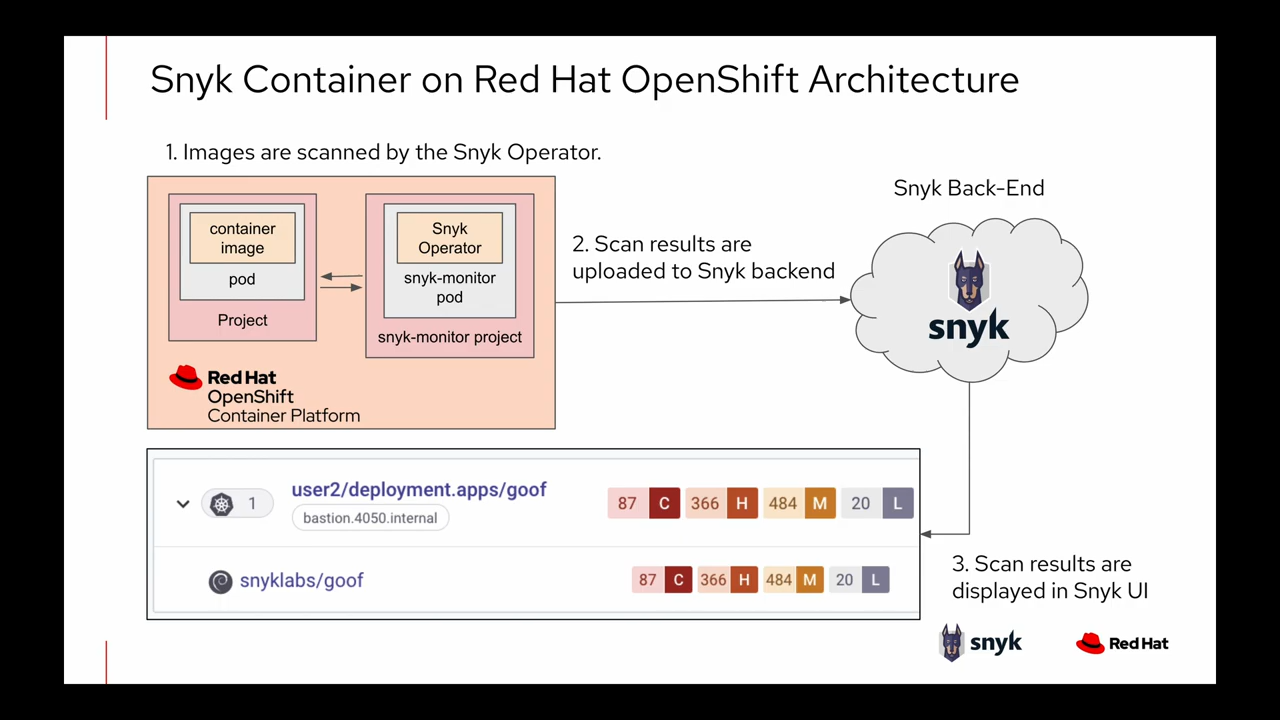 Snyk Container on Red Hat OpenShift Architecture
1. Images are scanned by the Snyk Operator.
container
image
pod
Project
Snyk
Operator
snyk-monitor
pod
snyk-monitor project
Red Hat
OpenShift
Container Platform
2. Scan results are
uploaded to Snyk backend
Snyk Back-End
snyk
1 user2/deployment.apps/goof 87 C 366 H 484 M 20 L
bastion.4050.internal
snyklabs/goof 87 C 366 H 484 M 20 L
3. Scan results are
displayed in Snyk UI
snyk
Red Hat